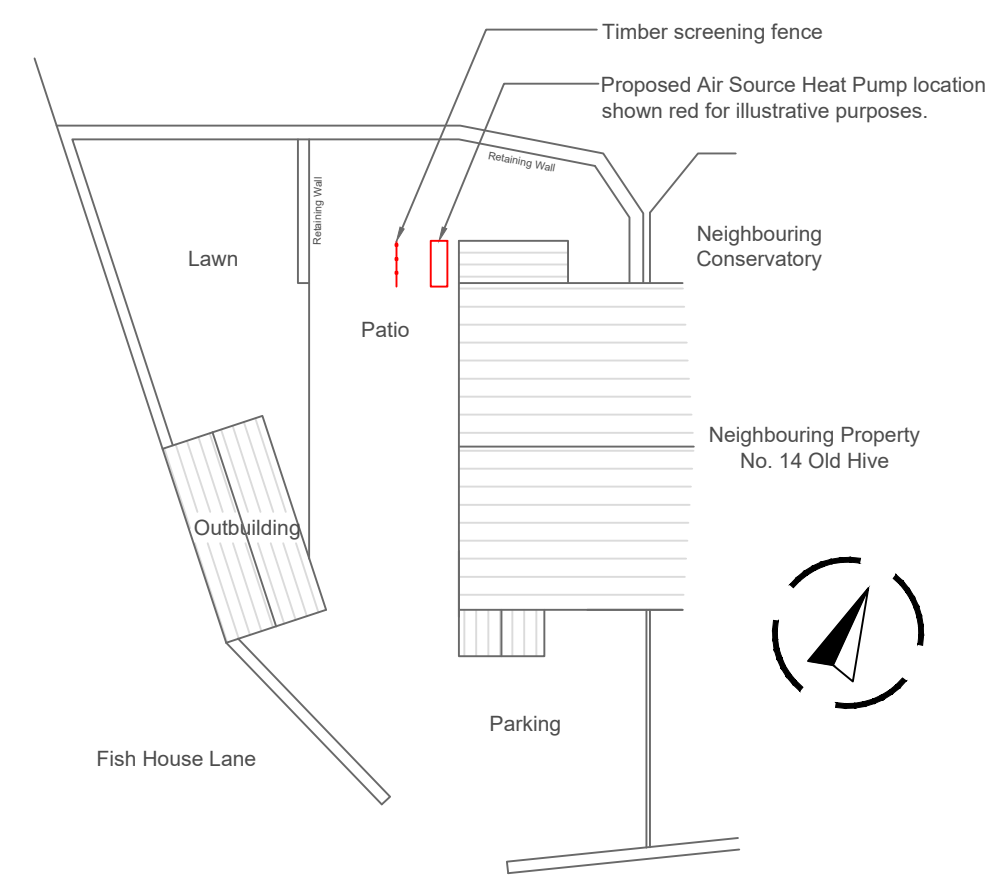 Timber screening fence
Proposed Air Source Heat Pump location
shown red for illustrative purposes.
Retaining Wall
Retaining Wall
Neighbouring
Conservatory
Lawn
Patio
Neighbouring Property
No. 14 Old Hive
Outbuilding
Parking
Fish House Lane